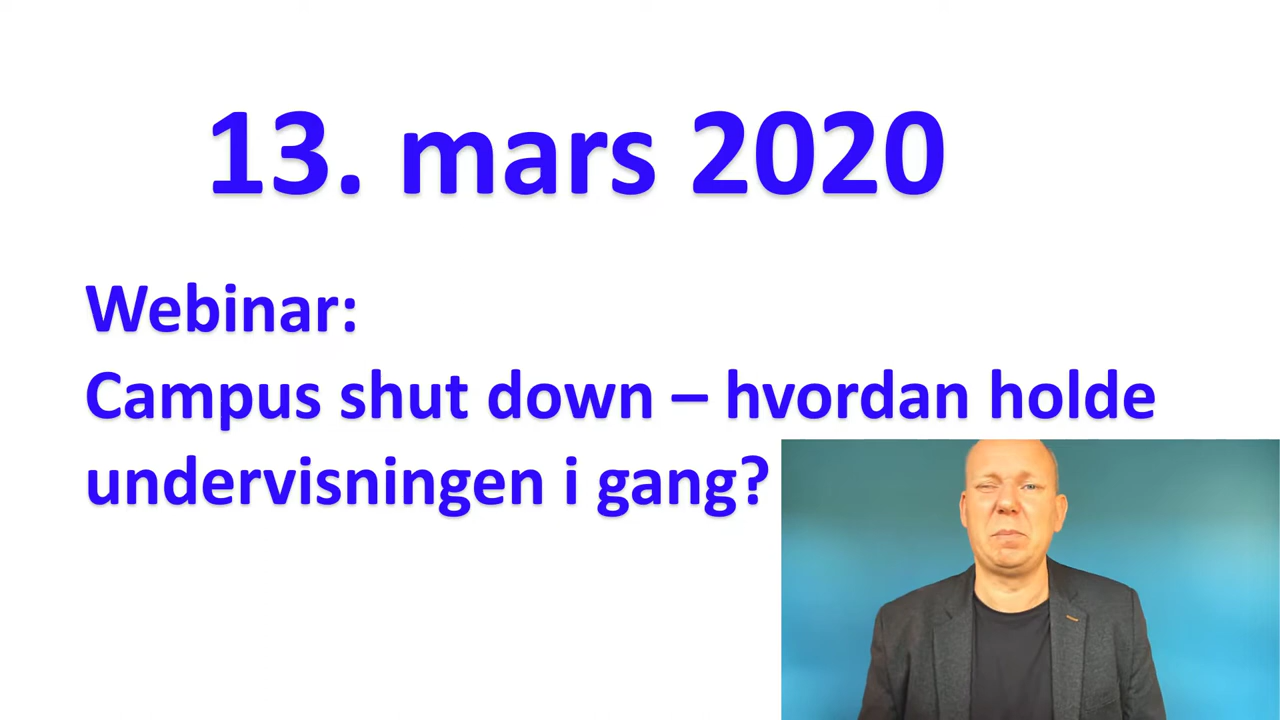 13. mars 2020
Webinar:
Campus shut down – hvordan holde
undervisningen i gang?